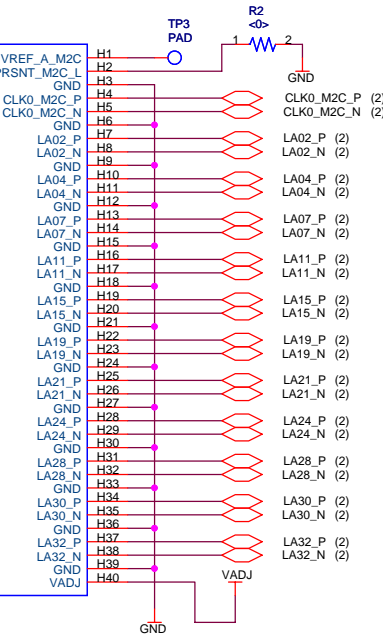 TP3
PAD
R2
<0>
1 2
GND
VREF_A_M2C H1
PRSNT_M2C_L H2
GND H3
CLK0_M2C_P H4 CLK0_M2C_P (2)
CLK0_M2C_N H5 CLK0_M2C_N (2)
GND H6
LA02_P H7 LA02_P (2)
LA02_N H8 LA02_N (2)
GND H9
LA04_P H10 LA04_P (2)
LA04_N H11 LA04_N (2)
GND H12
LA07_P H13 LA07_P (2)
LA07_N H14 LA07_N (2)
GND H15
LA11_P H16 LA11_P (2)
LA11_N H17 LA11_N (2)
GND H18
LA15_P H19 LA15_P (2)
LA15_N H20 LA15_N (2)
GND H21
LA19_P H22 LA19_P (2)
LA19_N H23 LA19_N (2)
GND H24
LA21_P H25 LA21_P (2)
LA21_N H26 LA21_N (2)
GND H27
LA24_P H28 LA24_P (2)
LA24_N H29 LA24_N (2)
GND H30
LA28_P H31 LA28_P (2)
LA28_N H32 LA28_N (2)
GND H33
LA30_P H34 LA30_P (2)
LA30_N H35 LA30_N (2)
GND H36
LA32_P H37 LA32_P (2)
LA32_N H38 LA32_N (2)
GND H39
VADJ H40
VADJ
GND